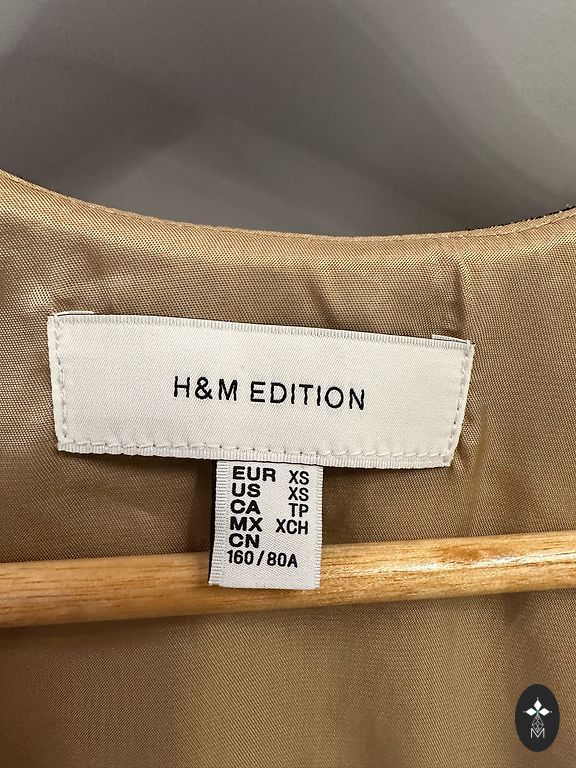 H&M EDITION
EUR XS
US XS
CA TP
MX XCH
CN
160/80A
M